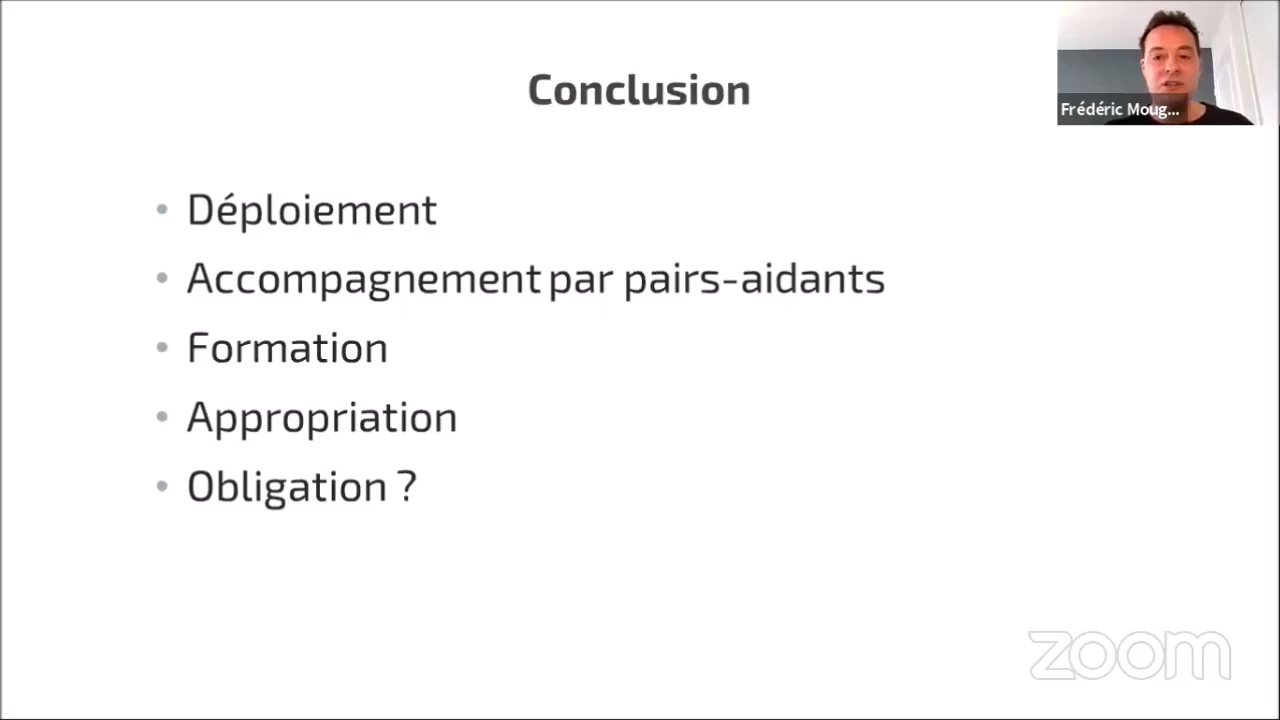 Conclusion
Frédéric Moug...
• Déploiement
• Accompagnement par pairs-aidants
• Formation
• Appropriation
• Obligation ?
zoom